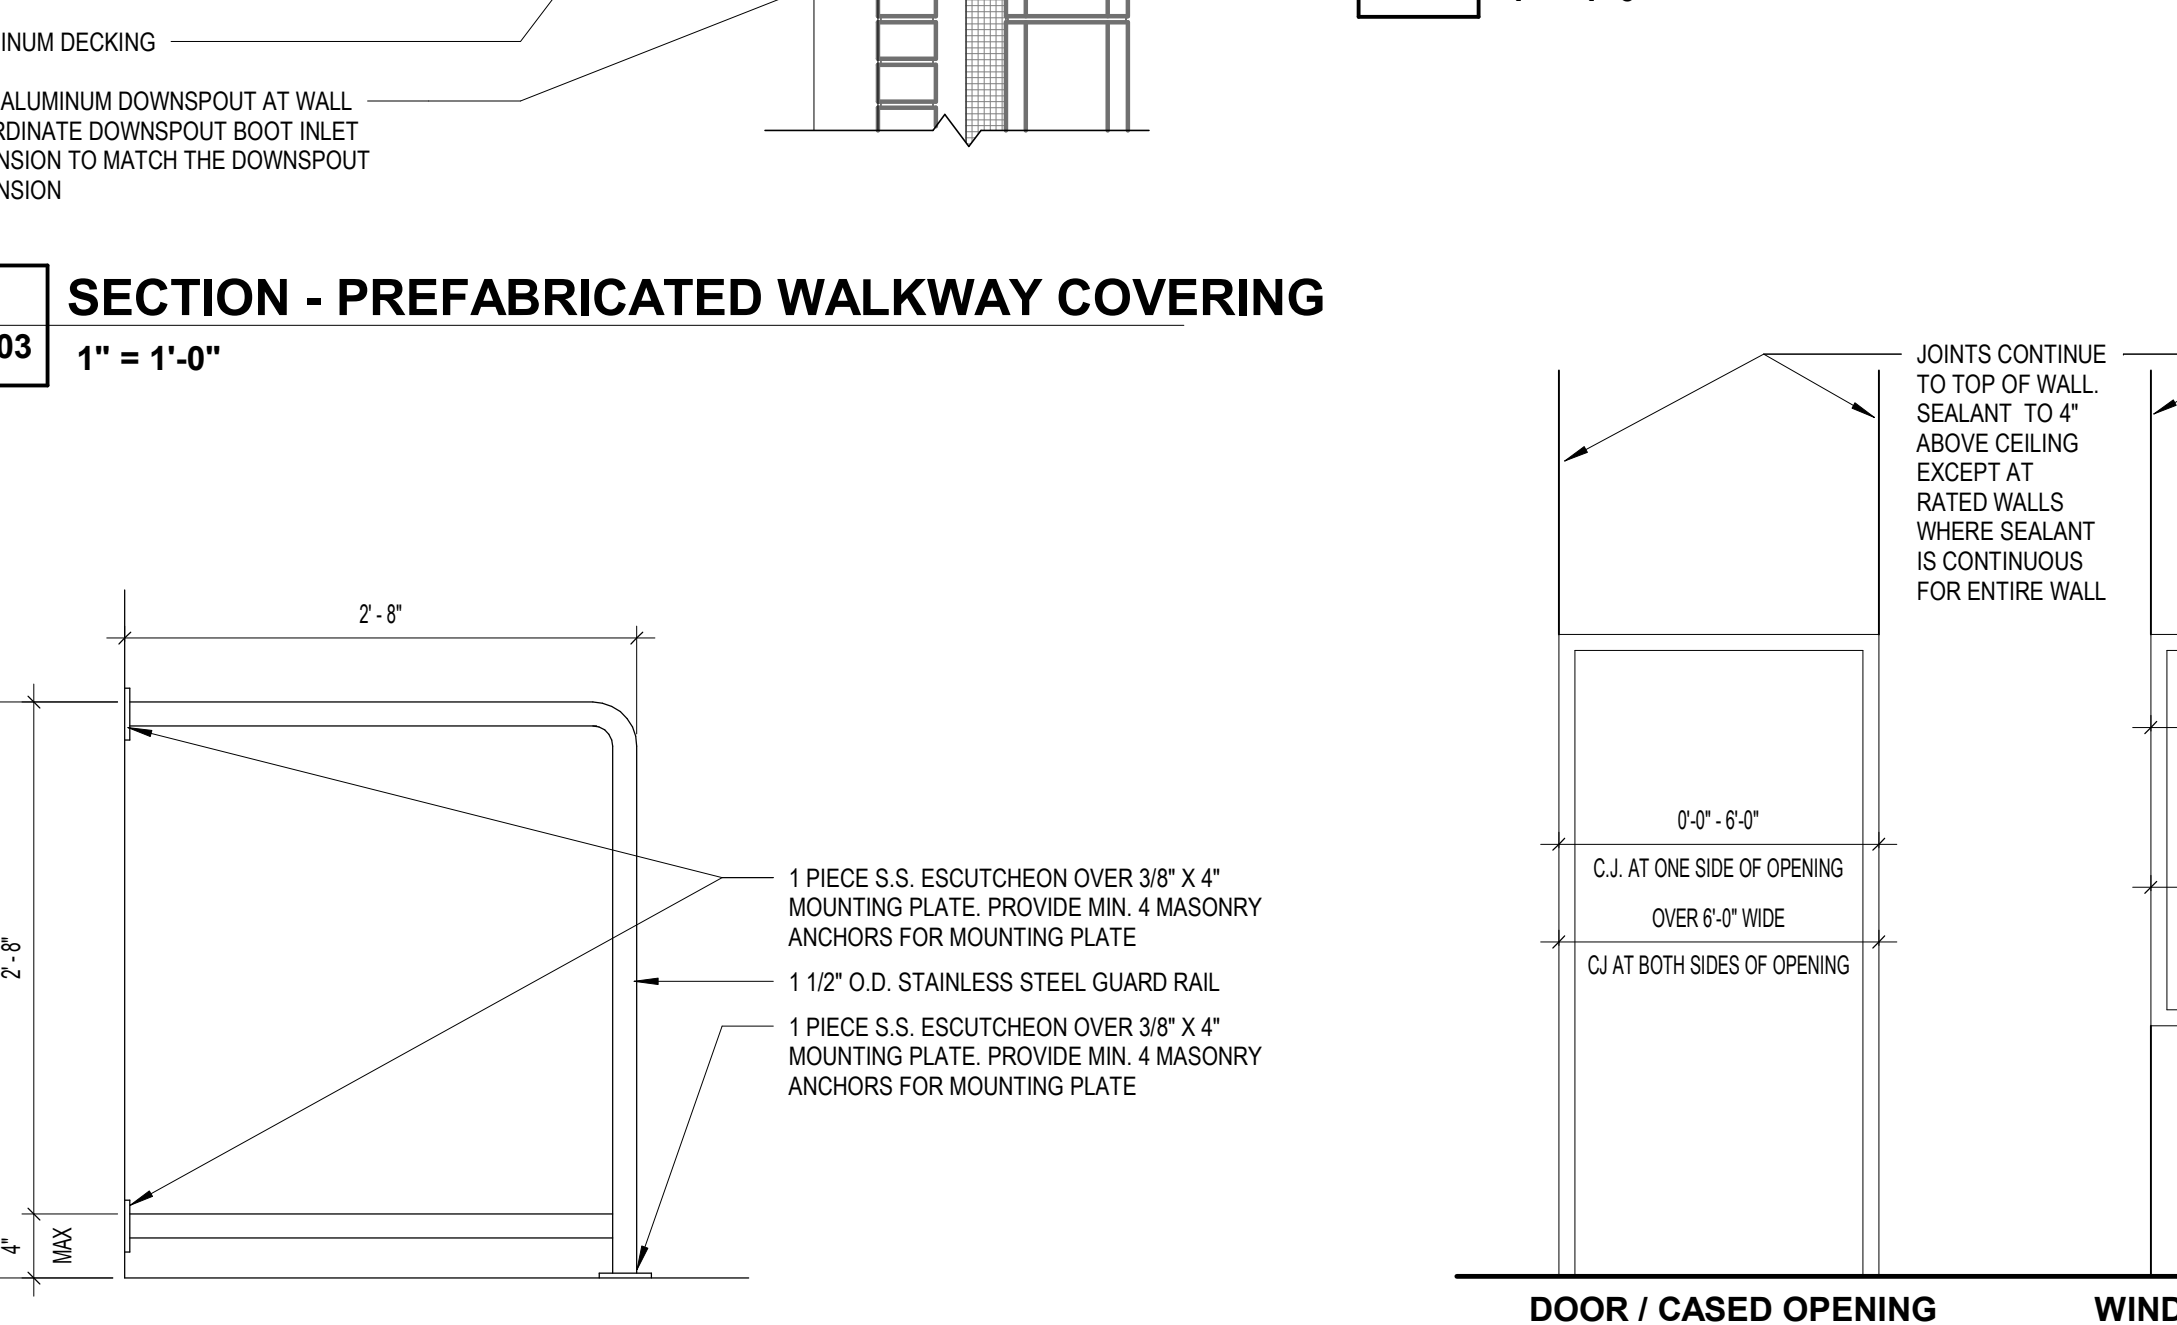 INUM DECKING
ALUMINUM DOWNSPOUT AT WALL
RDINATE DOWNSPOUT BOOT INLET
NSION TO MATCH THE DOWNSPOUT
NSION
SECTION - PREFABRICATED WALKWAY COVERING
03
1" = 1'-0"
JOINTS CONTINUE
TO TOP OF WALL.
SEALANT TO 4"
ABOVE CEILING
EXCEPT AT
RATED WALLS
WHERE SEALANT
IS CONTINUOUS
FOR ENTIRE WALL
2' - 8"
2' - 8"
4"
MAX
1 PIECE S.S. ESCUTCHEON OVER 3/8" X 4"
MOUNTING PLATE. PROVIDE MIN. 4 MASONRY
ANCHORS FOR MOUNTING PLATE
1 1/2" O.D. STAINLESS STEEL GUARD RAIL
1 PIECE S.S. ESCUTCHEON OVER 3/8" X 4"
MOUNTING PLATE. PROVIDE MIN. 4 MASONRY
ANCHORS FOR MOUNTING PLATE
0'-0" - 6'-0"
C.J. AT ONE SIDE OF OPENING
OVER 6'-0" WIDE
CJ AT BOTH SIDES OF OPENING
DOOR / CASED OPENING
WIND